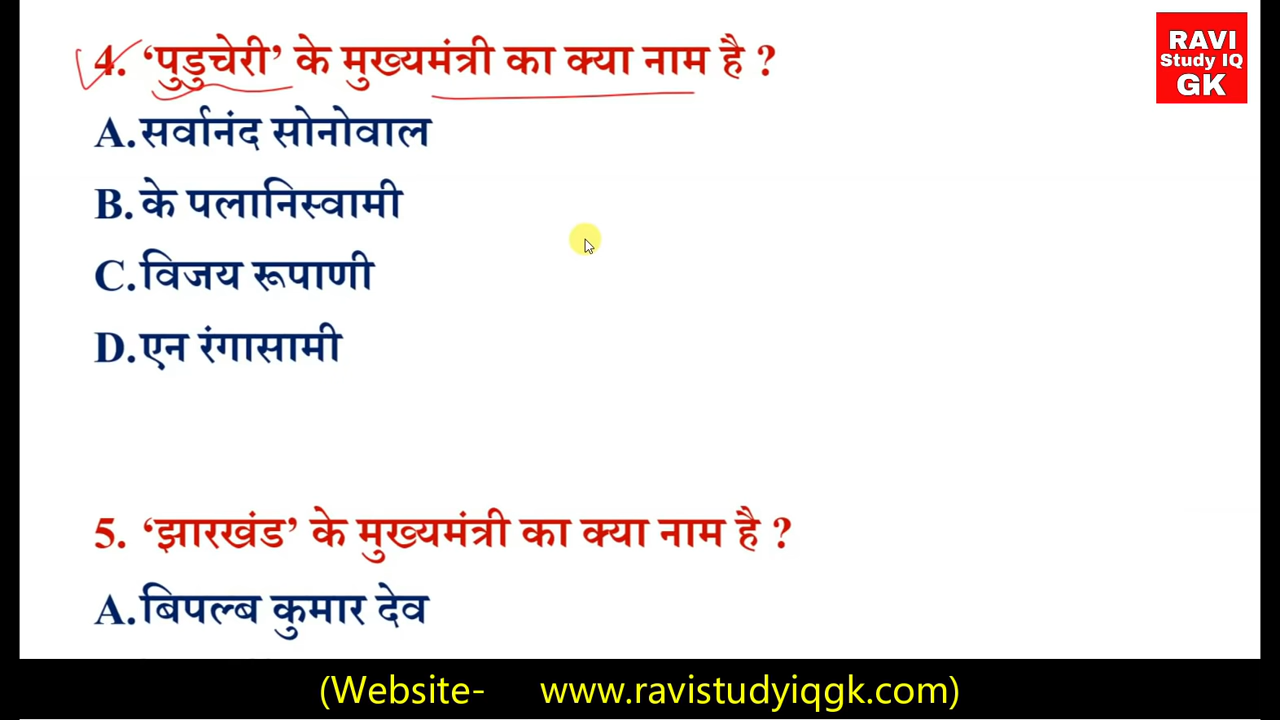 4. ‘पुडुचेरी’ के मुख्यमंत्री का क्या नाम है ?
RAVI
Study IQ
GK
A.सर्वानंद सोनोवाल
B.के पलानिस्वामी
C.विजय रूपाणी
D.एन रंगासामी
5. ‘झारखंड’ के मुख्यमंत्री का क्या नाम है ?
A.बिपल्ब कुमार देव
(Website- www.ravistudyiqgk.com)